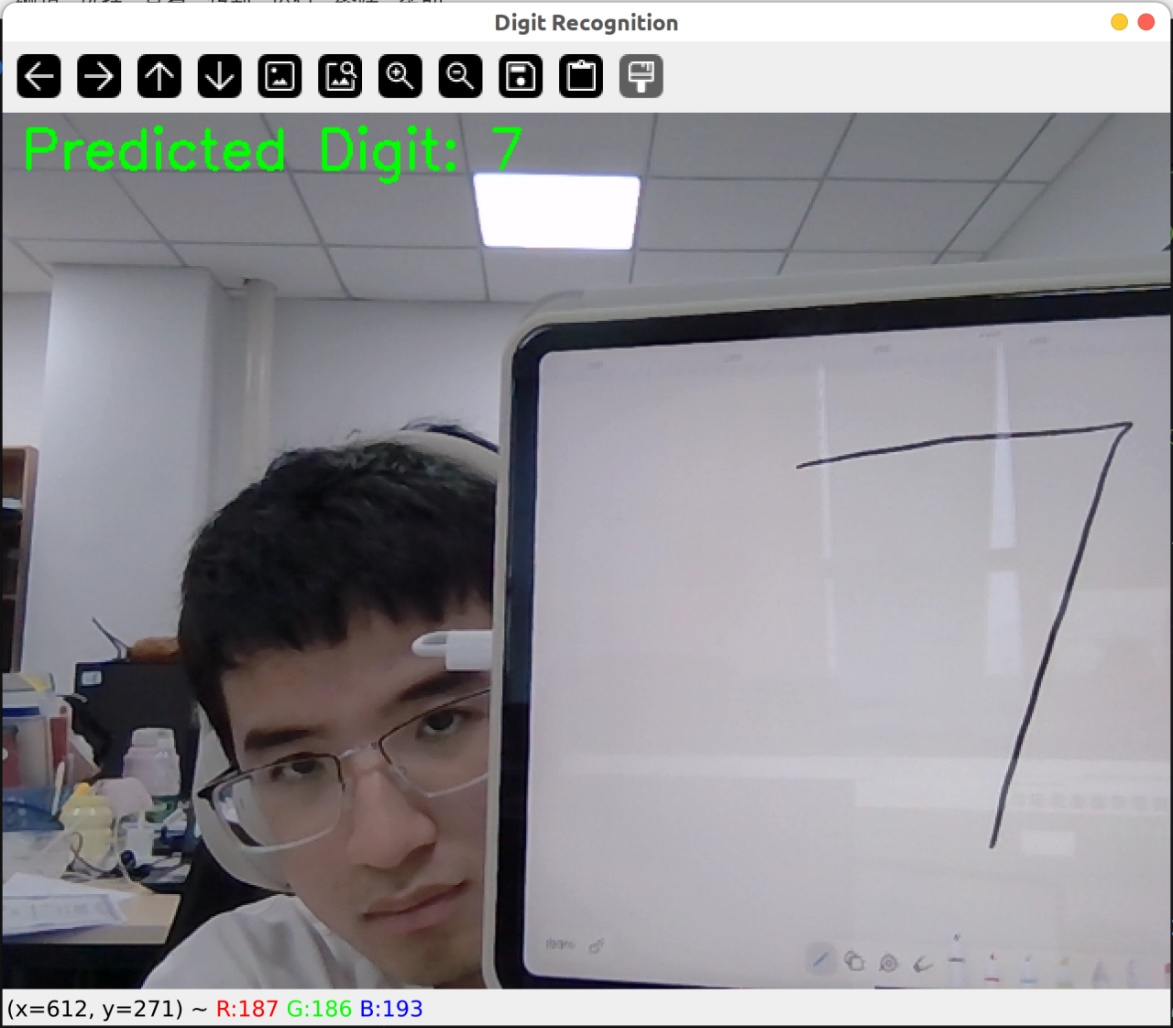 Digit Recognition
Predicted Digit: 7
7
(x=612, y=271) ~ R:187 G:186 B:193